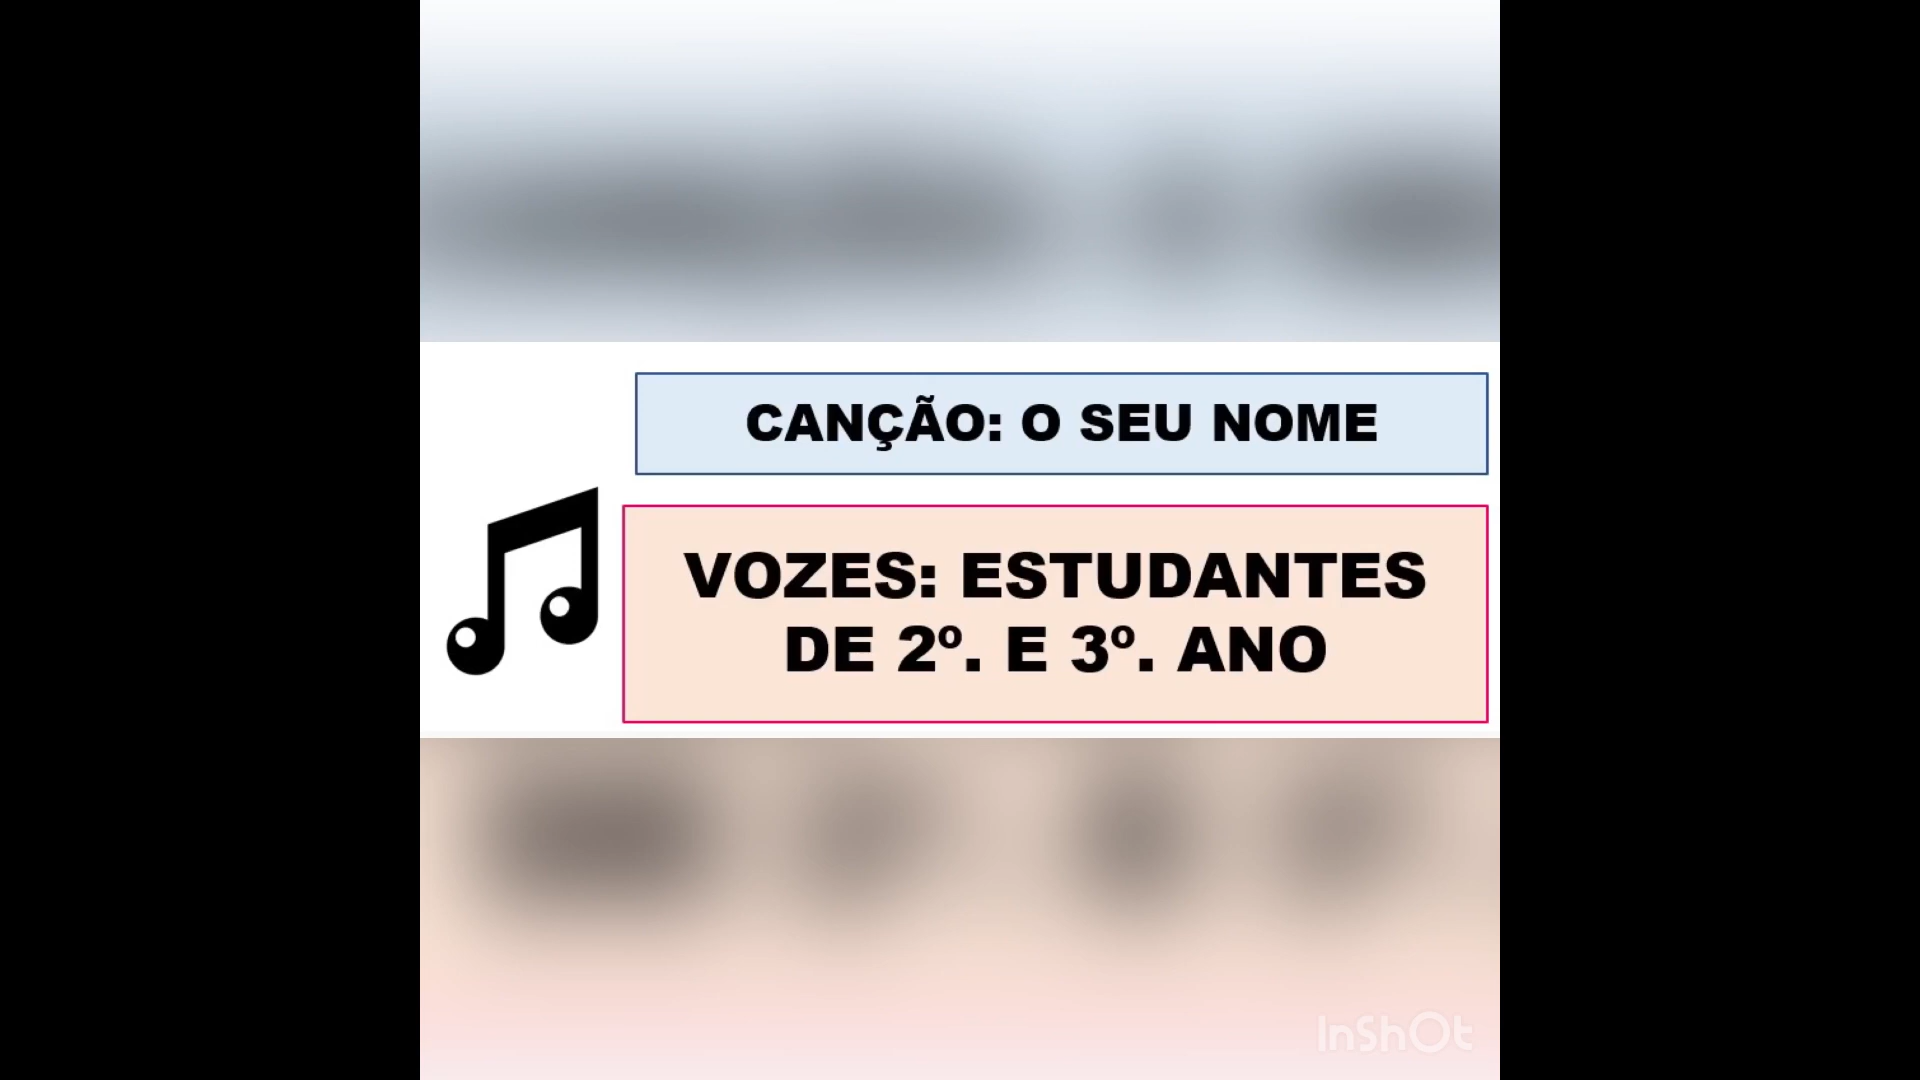 CANÇÃO: O SEU NOME
VOZES: ESTUDANTES
DE 2º. E 3º. ANO
InShOt